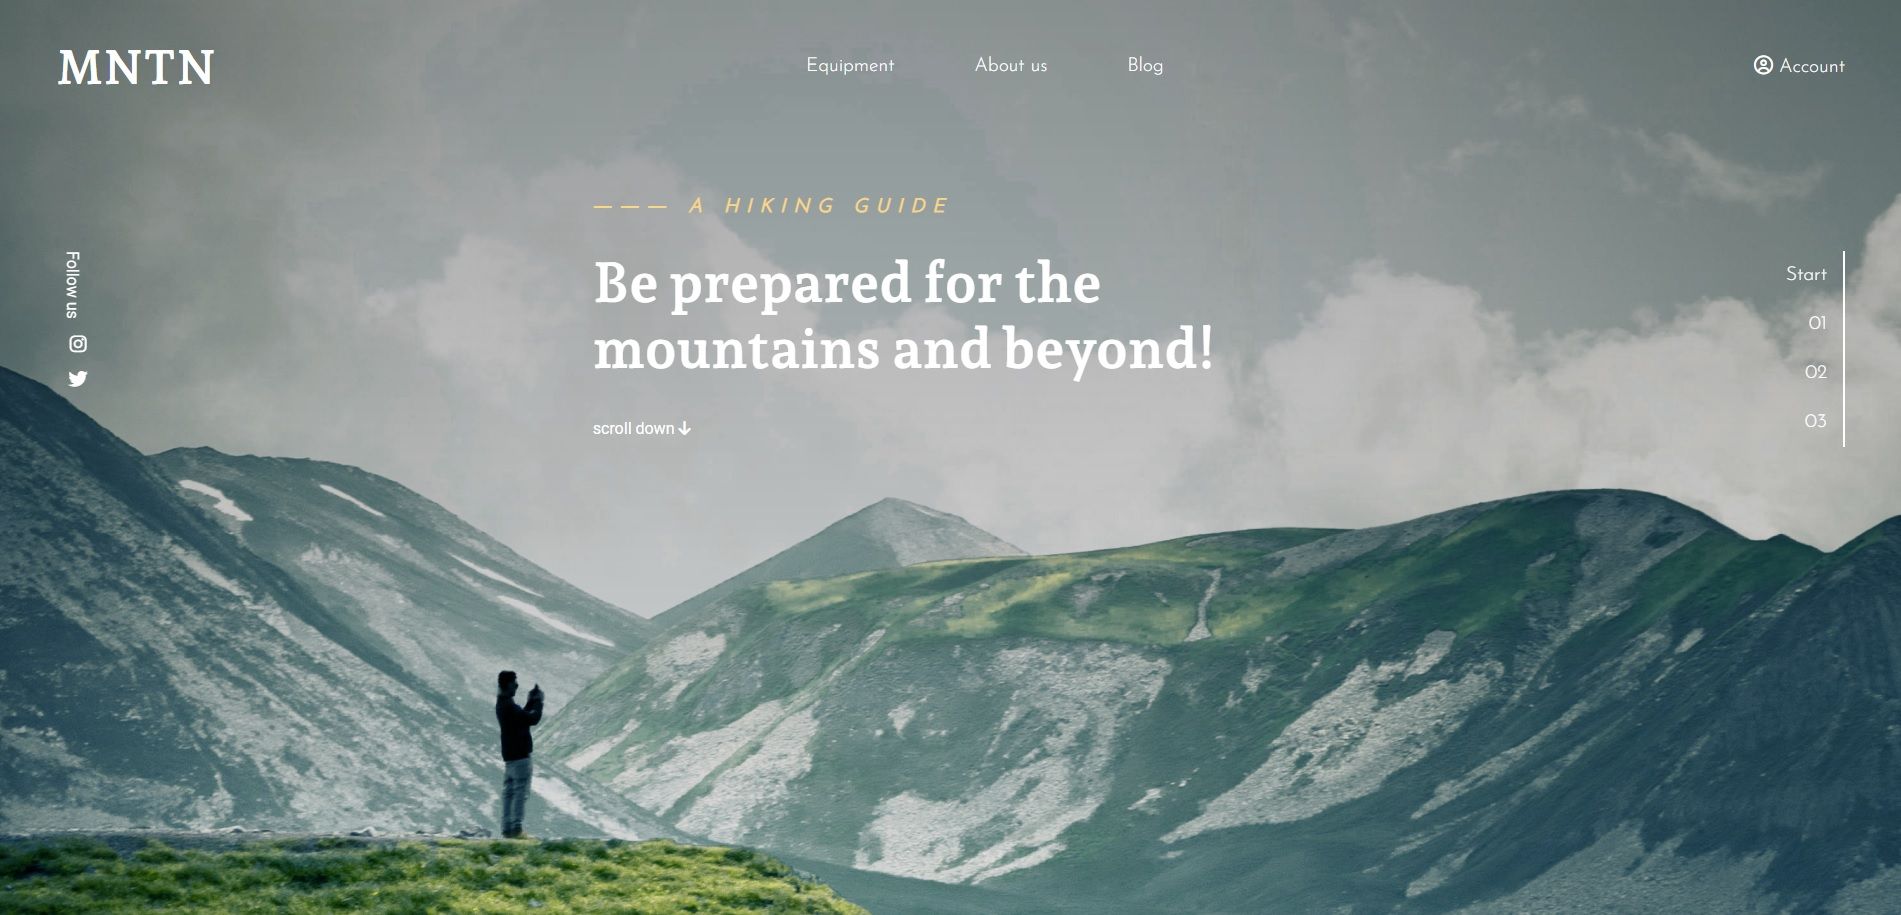 MNTN
Equipment
About us
Blog
Account
——— A HIKING GUIDE
Be prepared for the
mountains and beyond!
scroll down
Follow us
Start
01
02
03